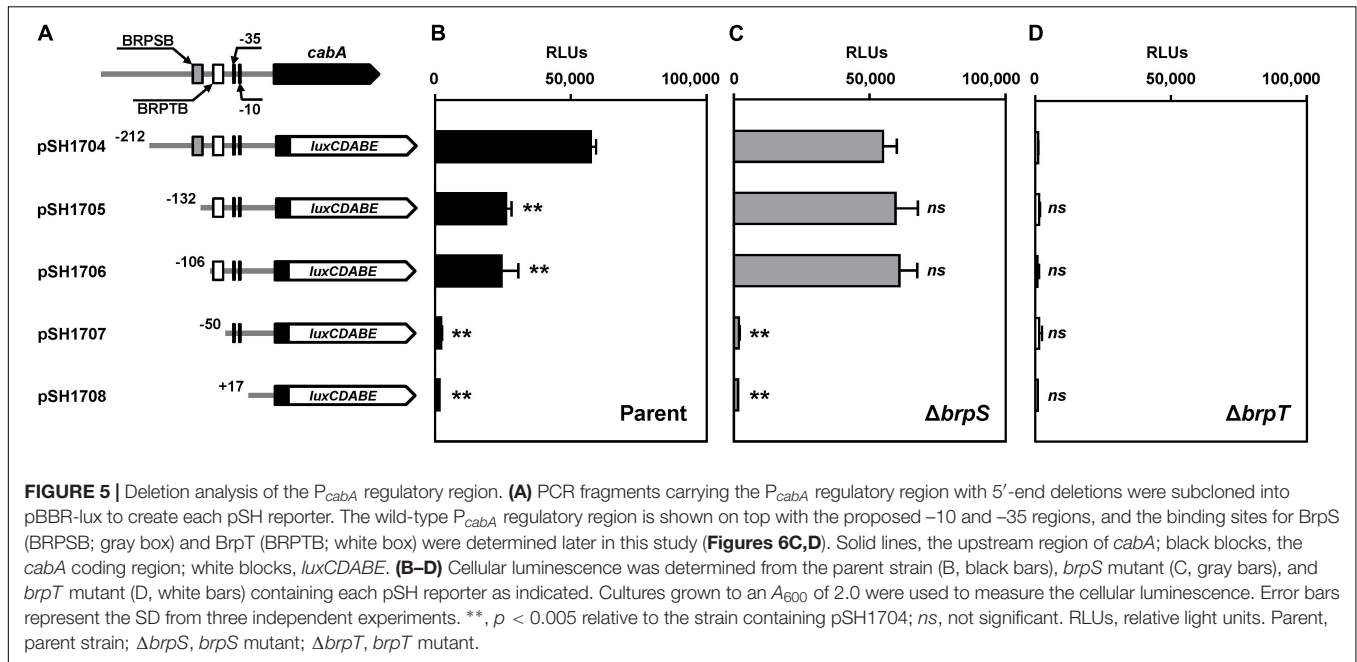 A
B
C
D
BRPSB
-35
cabA
BRPTB
-10
RLUs
0 50,000 100,000
RLUs
0 50,000 100,000
RLUs
0 50,000 100,000
pSH1704 -212 luxCDABE
pSH1705 -132 luxCDABE ** ns ns
pSH1706 -106 luxCDABE ** ns ns
pSH1707 -50 luxCDABE ** ** ns
pSH1708 +17 luxCDABE ** ** ns
Parent
ΔbrpS
ΔbrpT
FIGURE 5 | Deletion analysis of the PcabA regulatory region. (A) PCR fragments carrying the PcabA regulatory region with 5′-end deletions were subcloned into
pBBR-lux to create each pSH reporter. The wild-type PcabA regulatory region is shown on top with the proposed –10 and –35 regions, and the binding sites for BrpS
(BRPSB; gray box) and BrpT (BRPTB; white box) were determined later in this study (Figures 6C,D). Solid lines, the upstream region of cabA; black blocks, the
cabA coding region; white blocks, luxCDABE. (B–D) Cellular luminescence was determined from the parent strain (B, black bars), brpS mutant (C, gray bars), and
brpT mutant (D, white bars) containing each pSH reporter as indicated. Cultures grown to an A600 of 2.0 were used to measure the cellular luminescence. Error bars
represent the SD from three independent experiments. **, p < 0.005 relative to the strain containing pSH1704; ns, not significant. RLUs, relative light units. Parent,
parent strain; ΔbrpS, brpS mutant; ΔbrpT, brpT mutant.